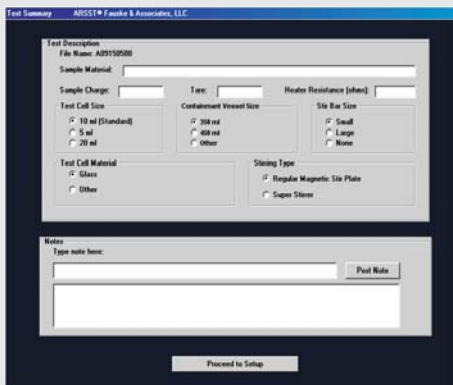 Test Summary ARSST® Fauske & Associates, LLC
Test Description
File Name: A09150500
Sample Material:
Sample Charge: Tare: Heater Resistance (ohms):
Test Cell Size Containment Vessel Size Stir Bar Size
10 ml (Standard) 350 ml Small
5 ml 450 ml Large
20 ml Other None
Test Cell Material Stirring Type
Glass Regular Magnetic Stir Plate
Other Super Stirrer
Notes
Type note here:
Post Note
Proceed to Setup